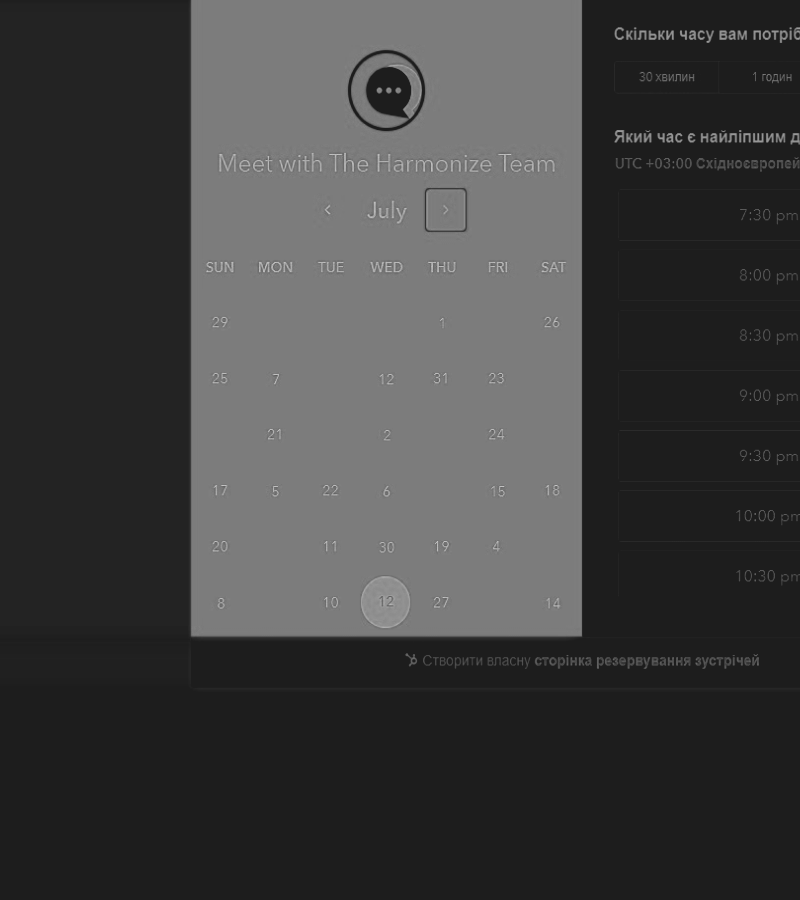 Meet with The Harmonize Team
July
SUN MON TUE WED THU FRI SAT
29 1 26
25 7 12 31 23
21 2 24
17 5 22 6 15 18
20 11 30 19 4
8 10 12 27 14
Скільки часу вам потріб
30 хвилин 1 годин
Який час є найліпшим д
UTC +03:00 Східноєвропей
7:30 pm
8:00 pm
8:30 pm
9:00 pm
9:30 pm
10:00 pm
10:30 pm
Створити власну сторінка резервування зустрічей